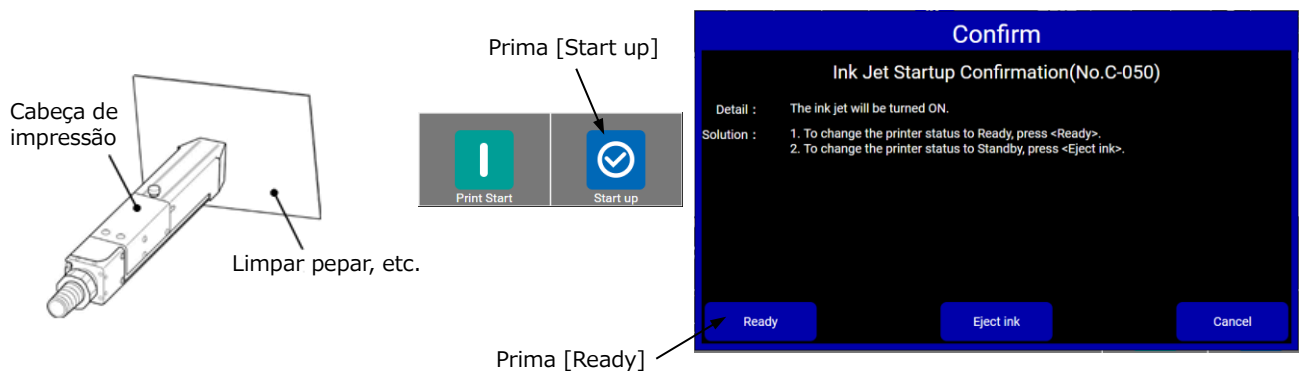 Cabeça de
impressão
Limpar pepar, etc.
Prima [Start up]
Print Start
Start up
Confirm
Ink Jet Startup Confirmation(No.C-050)
Detail :
The ink jet will be turned ON.
Solution :
1. To change the printer status to Ready, press <Ready>.
2. To change the printer status to Standby, press <Eject ink>.
Ready
Eject ink
Cancel
Prima [Ready]